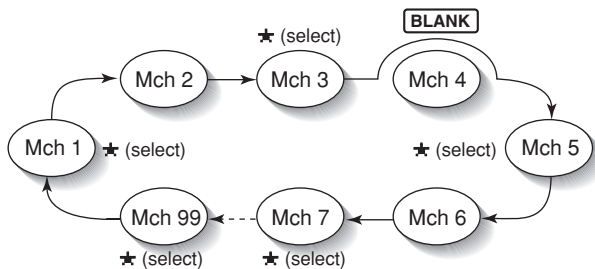 ★ (select)
BLANK
Mch 2
Mch 3
Mch 4
Mch 1
★ (select)
★ (select)
Mch 5
Mch 99
Mch 7
Mch 6
★ (select)
★ (select)